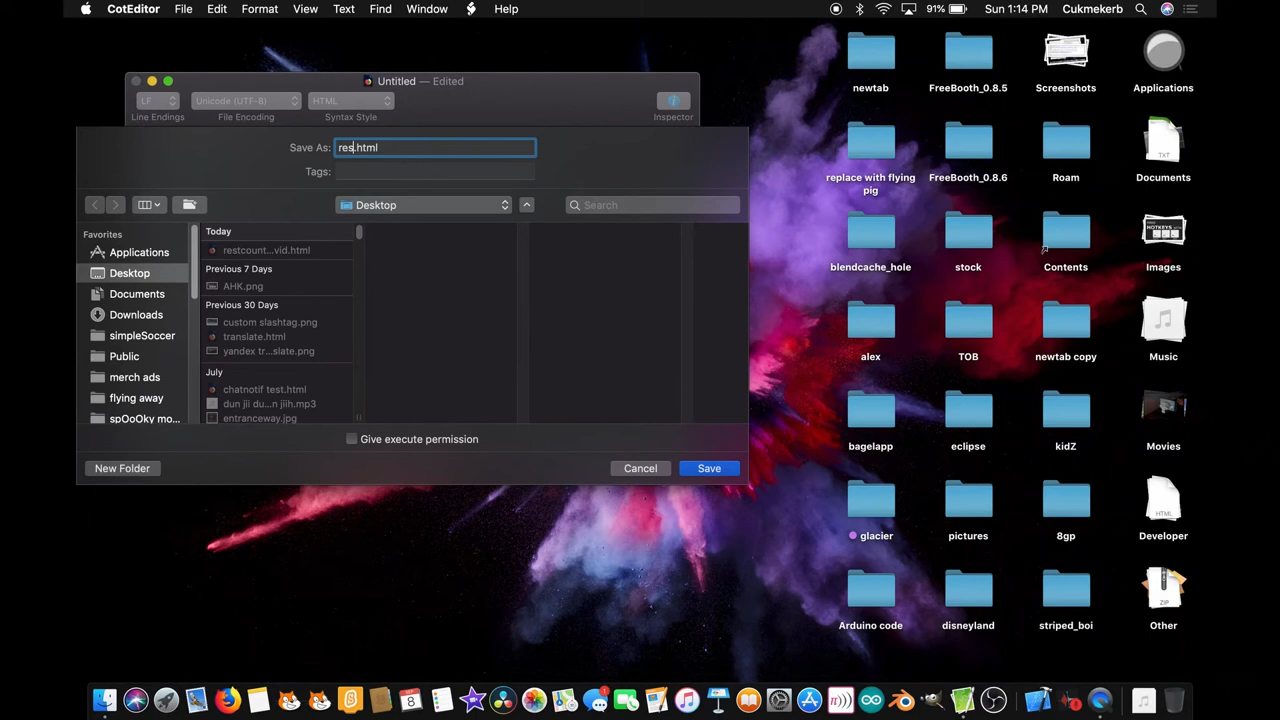 CotEditor File Edit Format View Text Find Window Help 91% Sun 1:14 PM Cukmekerb
Untitled — Edited
LF Unicode (UTF-8) HTML
Line Endings File Encoding Syntax Style Inspector
Save As: res.html
Tags:
Desktop Search
Favorites
Applications
Desktop
Documents
Downloads
simpleSoccer
Public
merch ads
flying away
spOoOky mo...
Today
restcount...vid.html
Previous 7 Days
AHK.png
Previous 30 Days
custom slashtag.png
translate.html
yandex tr...slate.png
July
chatnotif test.html
dun jii du...n jiih.mp3
entranceway.jpg
Give execute permission
New Folder Cancel Save
newtab FreeBooth_0.8.5 Screenshots Applications
replace with flying
pig
FreeBooth_0.8.6 Roam Documents
TXT
blendcache_hole stock Contents Images
HOTKEYS
alex TOB newtab copy Music
bagelapp eclipse kidZ Movies
glacier pictures 8gp Developer
HTML
Arduino code disneyland striped_boi Other
ZIP
8
1